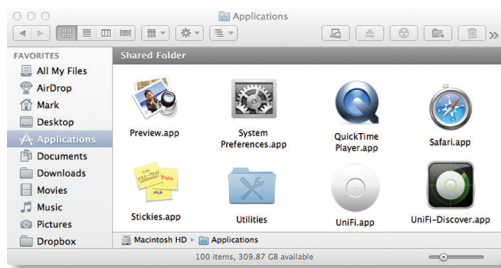 Applications
FAVORITES
All My Files
AirDrop
Mark
Desktop
Applications
Documents
Downloads
Movies
Music
Pictures
Dropbox
Shared Folder
Preview.app
System
Preferences.app
QuickTime
Player.app
Safari.app
Stickies.app
Utilities
UniFi.app
UniFi-Discover.app
Macintosh HD ▸ Applications
100 items, 309.87 GB available